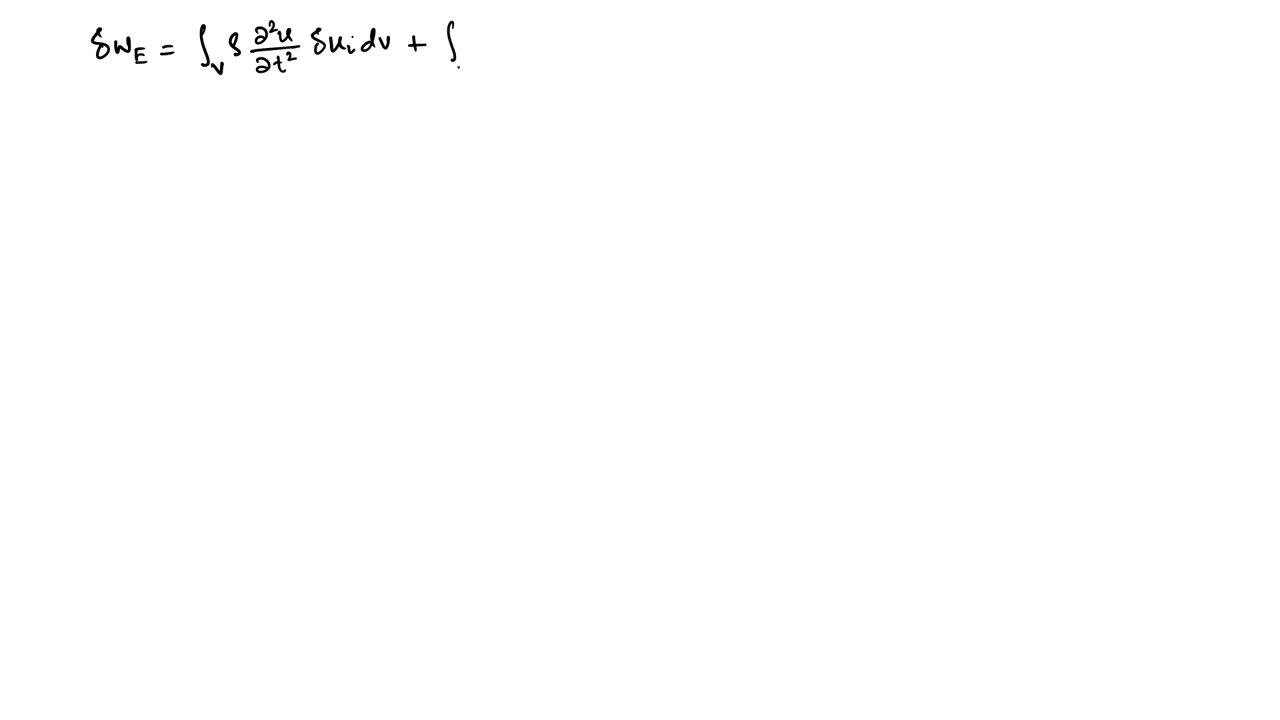 δW_E = ∫_V ρ ∂²u/∂t² δu_i dv + ∫